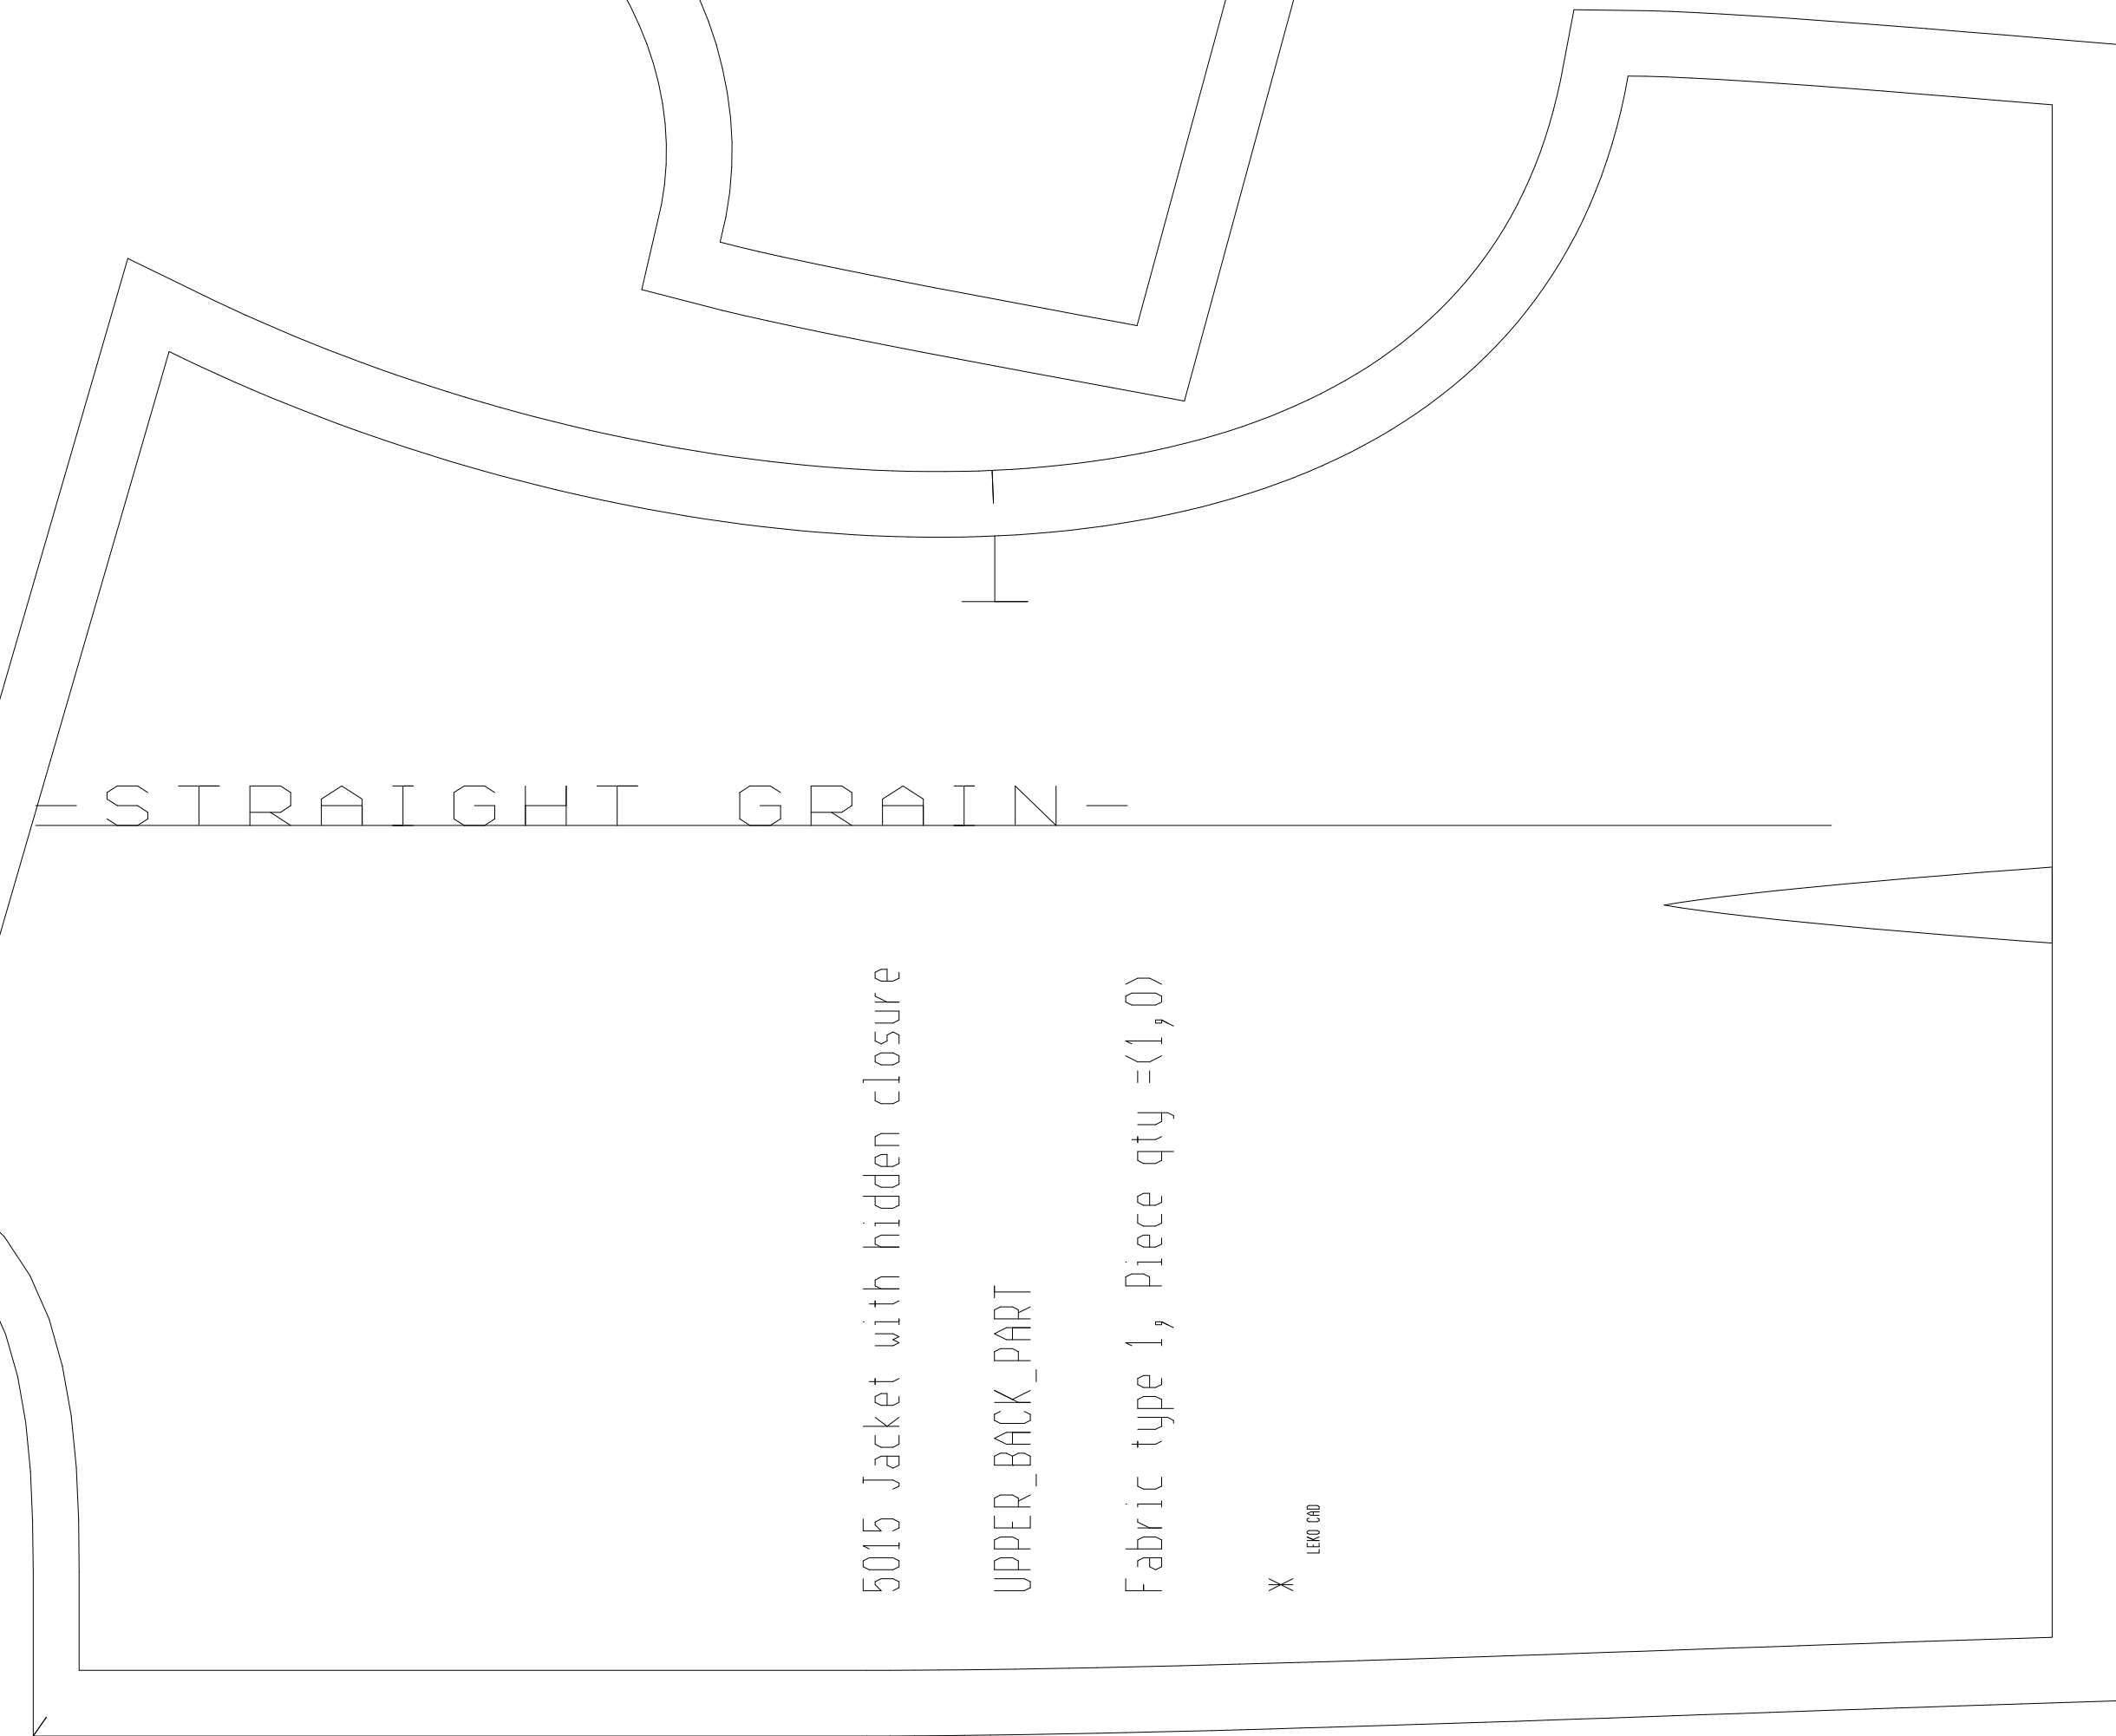 -STRAIGHT GRAIN-
5015 Jacket with hidden closure
UPPER_BACK_PART
Fabric type 1, Piece qty =(1,0)
*
LEKO CAD